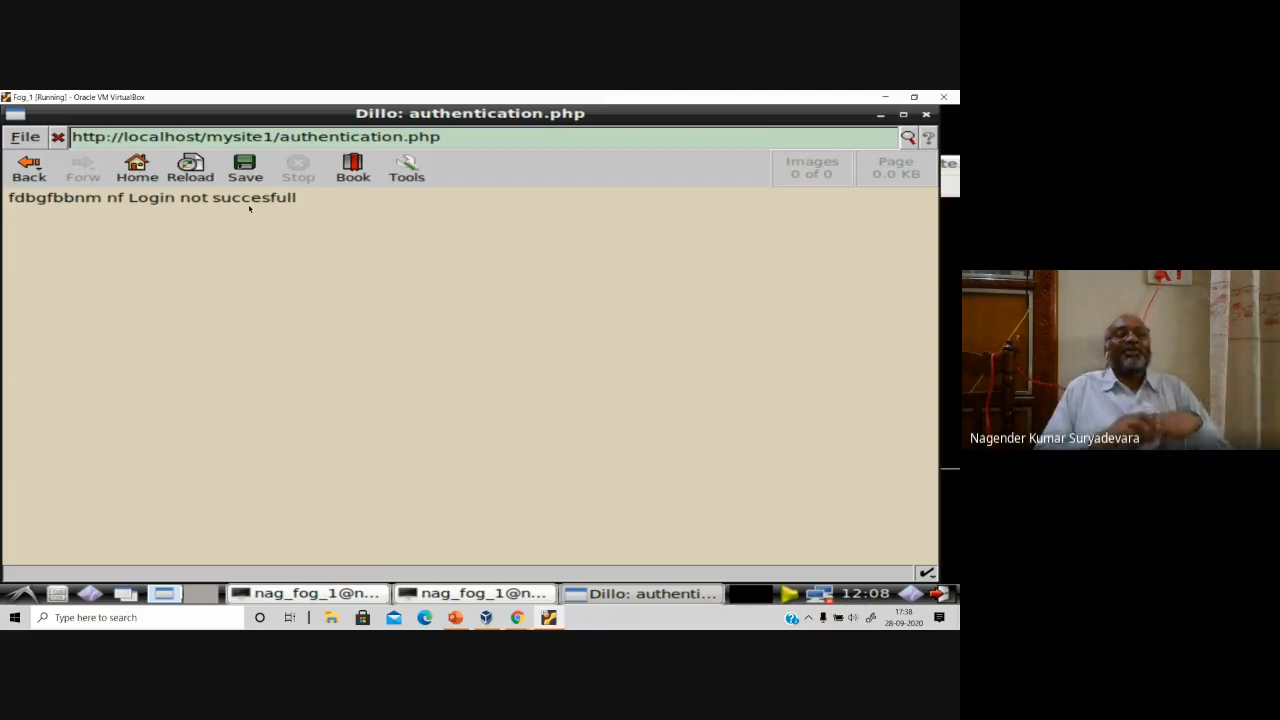 Fog_1 [Running] - Oracle VM VirtualBox
Dillo: authentication.php
File
http://localhost/mysite1/authentication.php
?
Back
Forw
Home
Reload
Save
Stop
Book
Tools
Images
0 of 0
Page
0.0 KB
te
fdbgfbbnm nf Login not succesfull
Nagender Kumar Suryadevara
nag_fog_1@n...
nag_fog_1@n...
Dillo: authenti...
12:08
Type here to search
17:38
28-09-2020